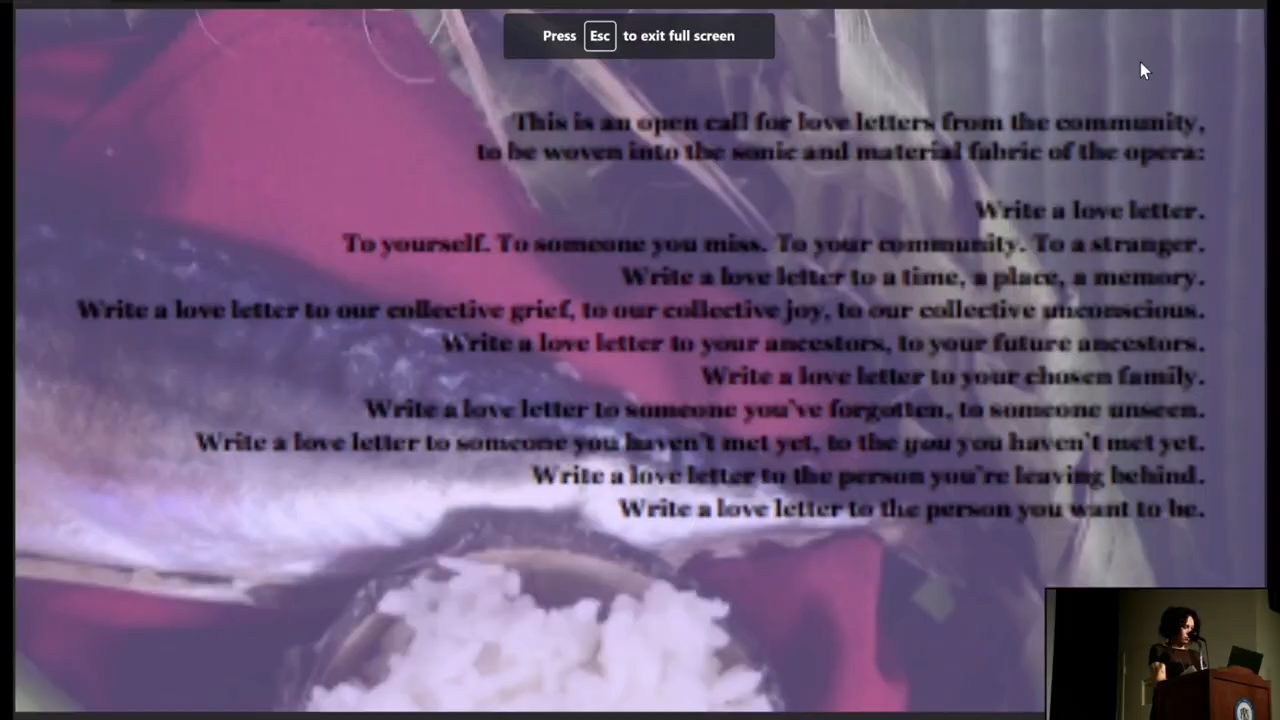 Press Esc to exit full screen
This is an open call for love letters from the community,
to be woven into the sonic and material fabric of the opera:
Write a love letter.
To yourself. To someone you miss. To your community. To a stranger.
Write a love letter to a time, a place, a memory.
Write a love letter to our collective grief, to our collective joy, to our collective unconscious.
Write a love letter to your ancestors, to your future ancestors.
Write a love letter to your chosen family.
Write a love letter to someone you've forgotten, to someone unseen.
Write a love letter to someone you haven't met yet, to the you you haven't met yet.
Write a love letter to the person you're leaving behind.
Write a love letter to the person you want to be.